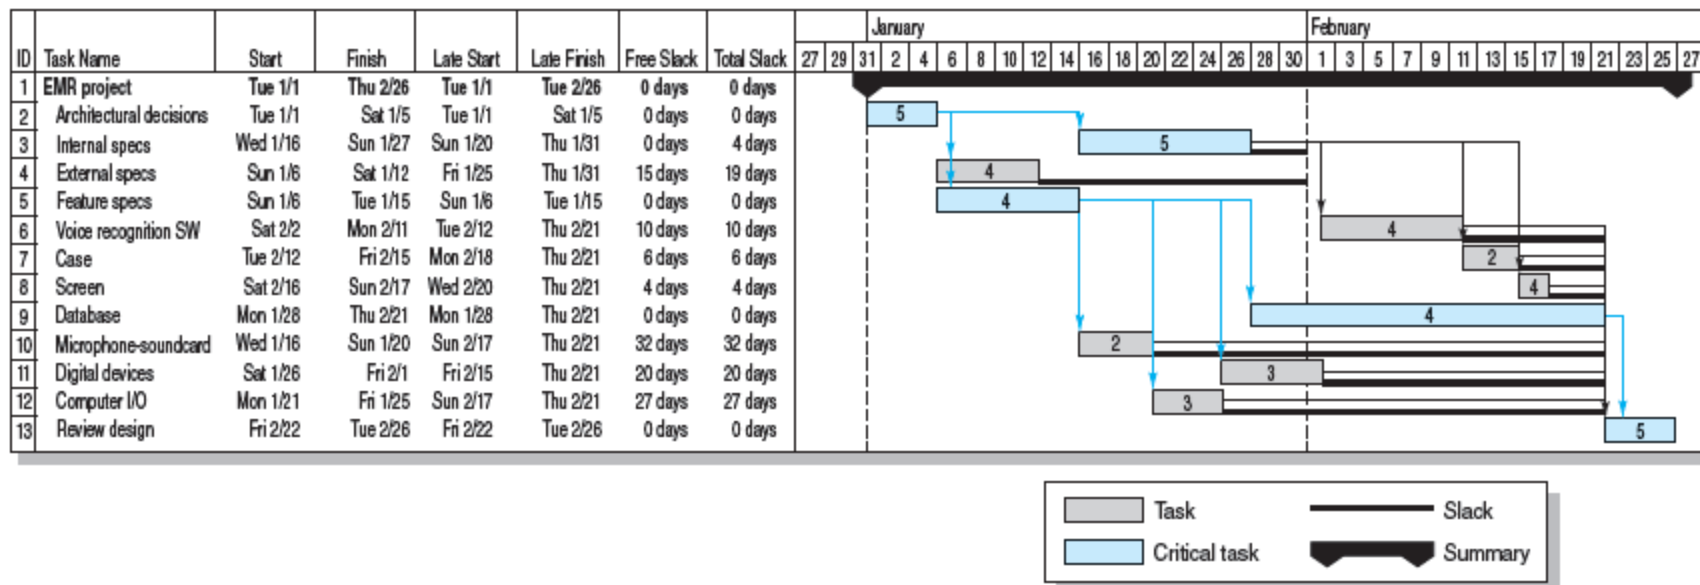 January February
ID Task Name Start Finish Late Start Late Finish Free Slack Total Slack 27 29 31 2 4 6 8 10 12 14 16 18 20 22 24 26 28 30 1 3 5 7 9 11 13 15 17 19 21 23 25 27
1 EMR project Tue 1/1 Thu 2/26 Tue 1/1 Tue 2/26 0 days 0 days
2 Architectural decisions Tue 1/1 Sat 1/5 Tue 1/1 Sat 1/5 0 days 0 days 5
3 Internal specs Wed 1/16 Sun 1/27 Sun 1/20 Thu 1/31 0 days 4 days 5
4 External specs Sun 1/6 Sat 1/12 Fri 1/25 Thu 1/31 15 days 19 days 4
5 Feature specs Sun 1/6 Tue 1/15 Sun 1/6 Tue 1/15 0 days 0 days 4
6 Voice recognition SW Sat 2/2 Mon 2/11 Tue 2/12 Thu 2/21 10 days 10 days 4
7 Case Tue 2/12 Fri 2/15 Mon 2/18 Thu 2/21 6 days 6 days 2
8 Screen Sat 2/16 Sun 2/17 Wed 2/20 Thu 2/21 4 days 4 days 4
9 Database Mon 1/28 Thu 2/21 Mon 1/28 Thu 2/21 0 days 0 days 4
10 Microphone-soundcard Wed 1/16 Sun 1/20 Sun 2/17 Thu 2/21 32 days 32 days 2
11 Digital devices Sat 1/26 Fri 2/1 Fri 2/15 Thu 2/21 20 days 20 days 3
12 Computer I/O Mon 1/21 Fri 1/25 Sun 2/17 Thu 2/21 27 days 27 days 3
13 Review design Fri 2/22 Tue 2/26 Fri 2/22 Tue 2/26 0 days 0 days 5
Task Slack
Critical task Summary